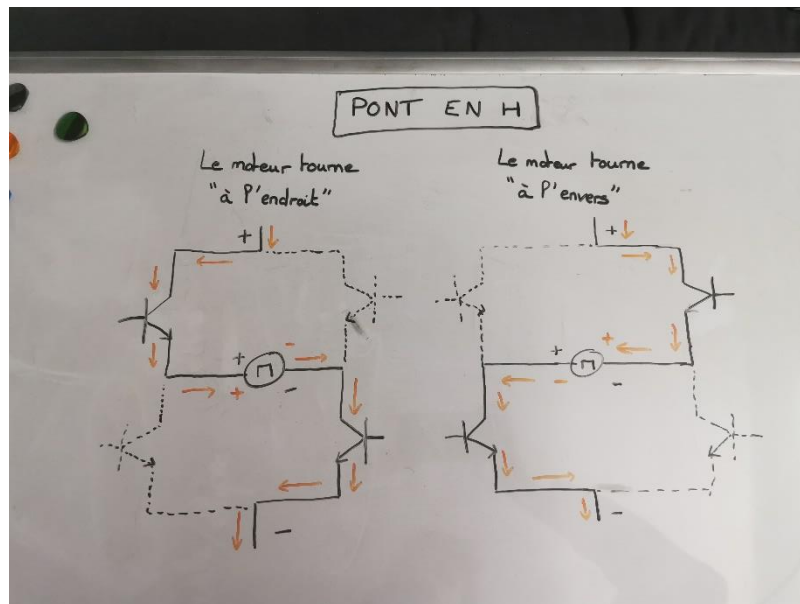 PONT EN H
Le moteur tourne
"à l'endroit"
Le moteur tourne
"à l'envers"
+
+
+ -
+ +
M
M
+ -
- -
-
-